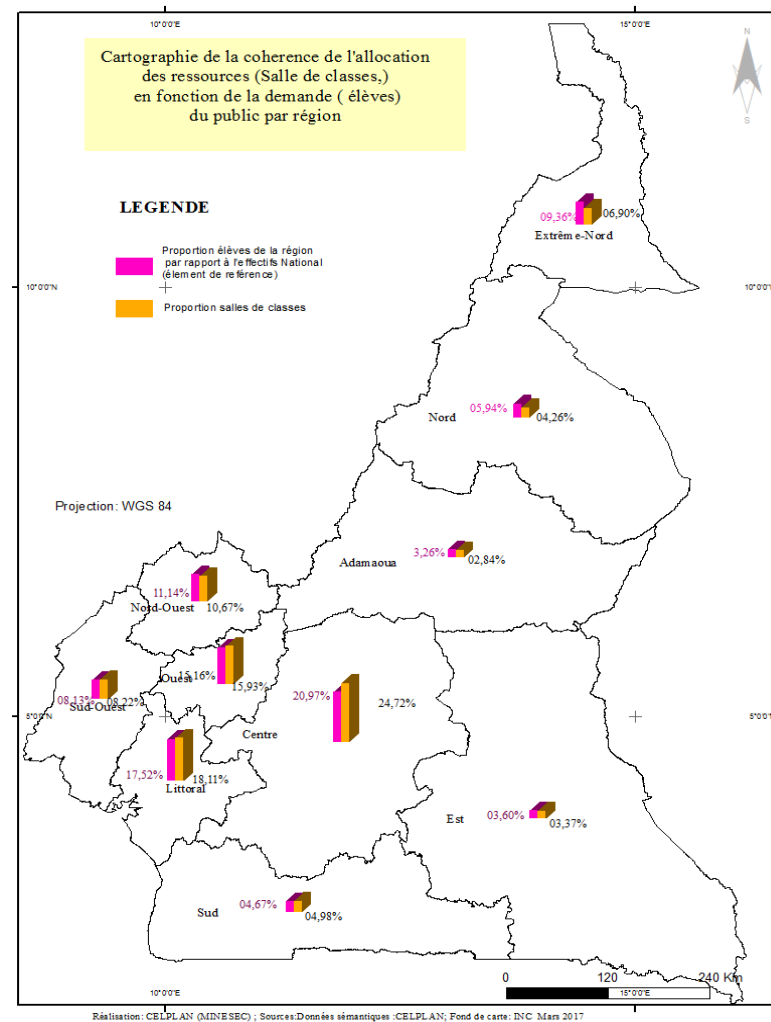 10°0'0"E
15°0'0"E
Cartographie de la coherence de l'allocation
des ressources (Salle de classes,)
en fonction de la demande ( élèves)
du public par région
N
S
LEGENDE
Proportion élèves de la région
par rapport à l'effectifs National
(élement de reférence)
Proportion salles de classes
09,36%
06,90%
Extrême-Nord
10°0'0"N
10°0'0"
05,94%
04,26%
Nord
Projection: WGS 84
3,26%
02,84%
Adamaoua
11,14%
10,67%
Nord-Ouest
15,16%
15,93%
Ouest
08,13%
08,22%
Sud-Ouest
20,97%
24,72%
Centre
5°0'0"N
5°0'0"
17,52%
18,11%
Littoral
03,60%
03,37%
Est
04,67%
04,98%
Sud
0
120
240 Km
10°0'0"E
15°0'0"E
Réalisation: CELPLAN (MINESEC) ; Sources:Données sémantiques :CELPLAN; Fond de carte: INC Mars 2017